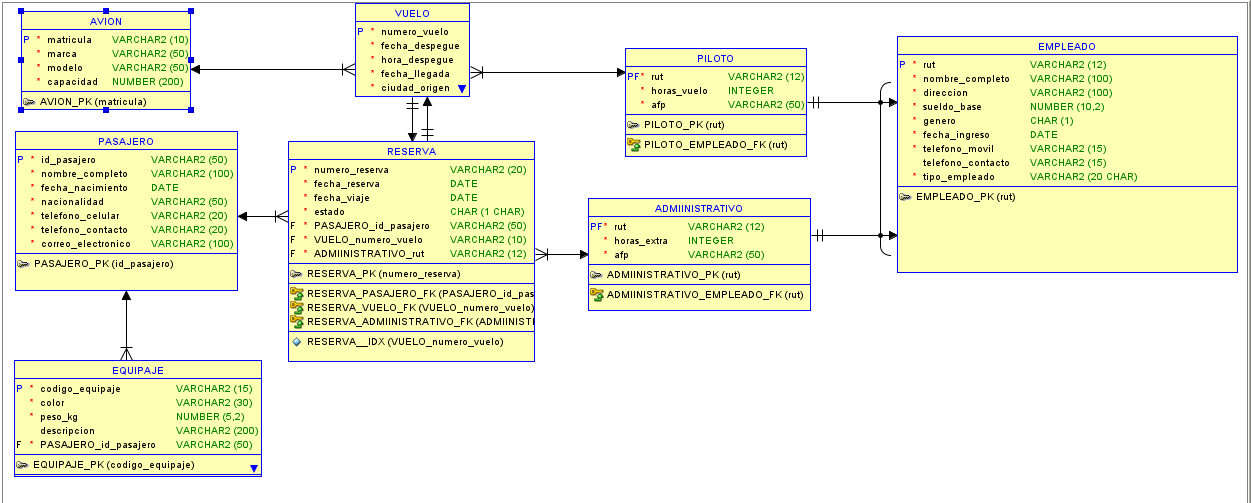 AVION
P * matricula VARCHAR2 (10)
* marca VARCHAR2 (50)
* modelo VARCHAR2 (50)
* capacidad NUMBER (200)
AVION_PK (matricula)
VUELO
P * numero_vuelo
* fecha_despegue
* hora_despegue
* fecha_llegada
* ciudad_origen
PILOTO
PF* rut VARCHAR2 (12)
* horas_vuelo INTEGER
* afp VARCHAR2 (50)
PILOTO_PK (rut)
PILOTO_EMPLEADO_FK (rut)
EMPLEADO
P * rut VARCHAR2 (12)
* nombre_completo VARCHAR2 (100)
* direccion VARCHAR2 (100)
* sueldo_base NUMBER (10,2)
* genero CHAR (1)
* fecha_ingreso DATE
* telefono_movil VARCHAR2 (15)
telefono_contacto VARCHAR2 (15)
* tipo_empleado VARCHAR2 (20 CHAR)
EMPLEADO_PK (rut)
PASAJERO
P * id_pasajero VARCHAR2 (50)
* nombre_completo VARCHAR2 (100)
* fecha_nacimiento DATE
* nacionalidad VARCHAR2 (50)
* telefono_celular VARCHAR2 (20)
* telefono_contacto VARCHAR2 (20)
* correo_electronico VARCHAR2 (100)
PASAJERO_PK (id_pasajero)
RESERVA
P * numero_reserva VARCHAR2 (20)
* fecha_reserva DATE
* fecha_viaje DATE
* estado CHAR (1 CHAR)
F * PASAJERO_id_pasajero VARCHAR2 (50)
F * VUELO_numero_vuelo VARCHAR2 (10)
F * ADMIINISTRATIVO_rut VARCHAR2 (12)
RESERVA_PK (numero_reserva)
RESERVA_PASAJERO_FK (PASAJERO_id_pas
RESERVA_VUELO_FK (VUELO_numero_vuelo)
RESERVA_ADMIINISTRATIVO_FK (ADMIINISTI
RESERVA__IDX (VUELO_numero_vuelo)
ADMIINISTRATIVO
PF* rut VARCHAR2 (12)
* horas_extra INTEGER
* afp VARCHAR2 (50)
ADMIINISTRATIVO_PK (rut)
ADMIINISTRATIVO_EMPLEADO_FK (rut)
EQUIPAJE
P * codigo_equipaje VARCHAR2 (15)
* color VARCHAR2 (30)
* peso_kg NUMBER (5,2)
descripcion VARCHAR2 (200)
F * PASAJERO_id_pasajero VARCHAR2 (50)
EQUIPAJE_PK (codigo_equipaje)